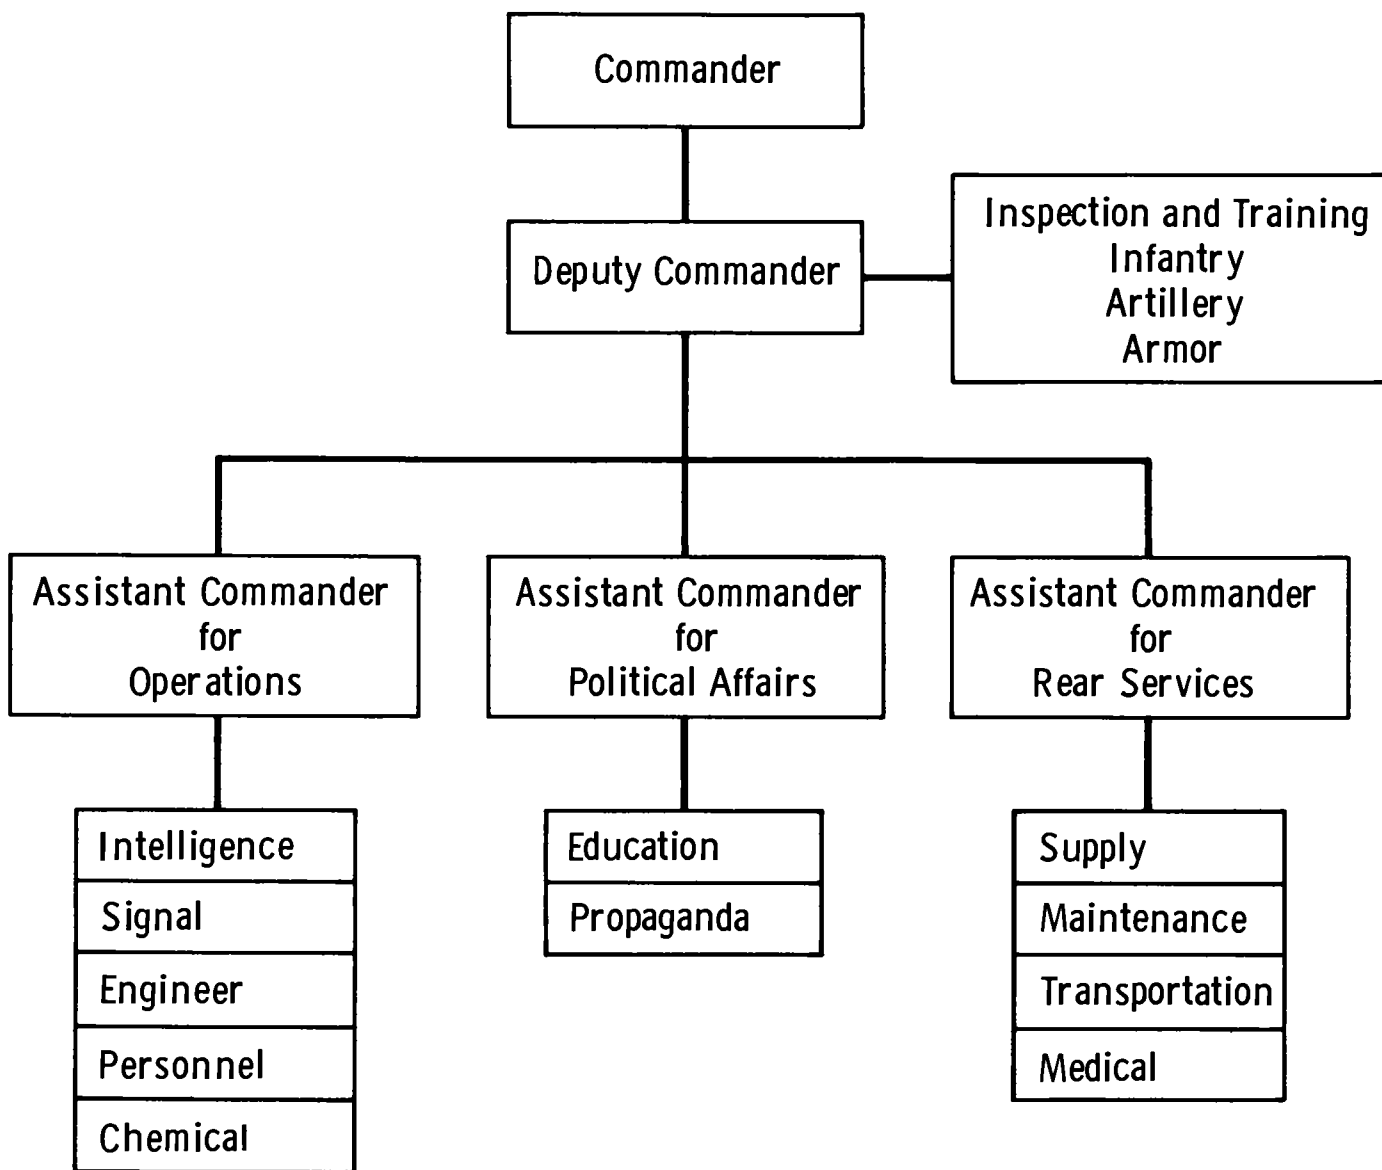 Commander
Deputy Commander
Inspection and Training
Infantry
Artillery
Armor
Assistant Commander
for
Operations
Assistant Commander
for
Political Affairs
Assistant Commander
for
Rear Services
Intelligence
Signal
Engineer
Personnel
Chemical
Education
Propaganda
Supply
Maintenance
Transportation
Medical